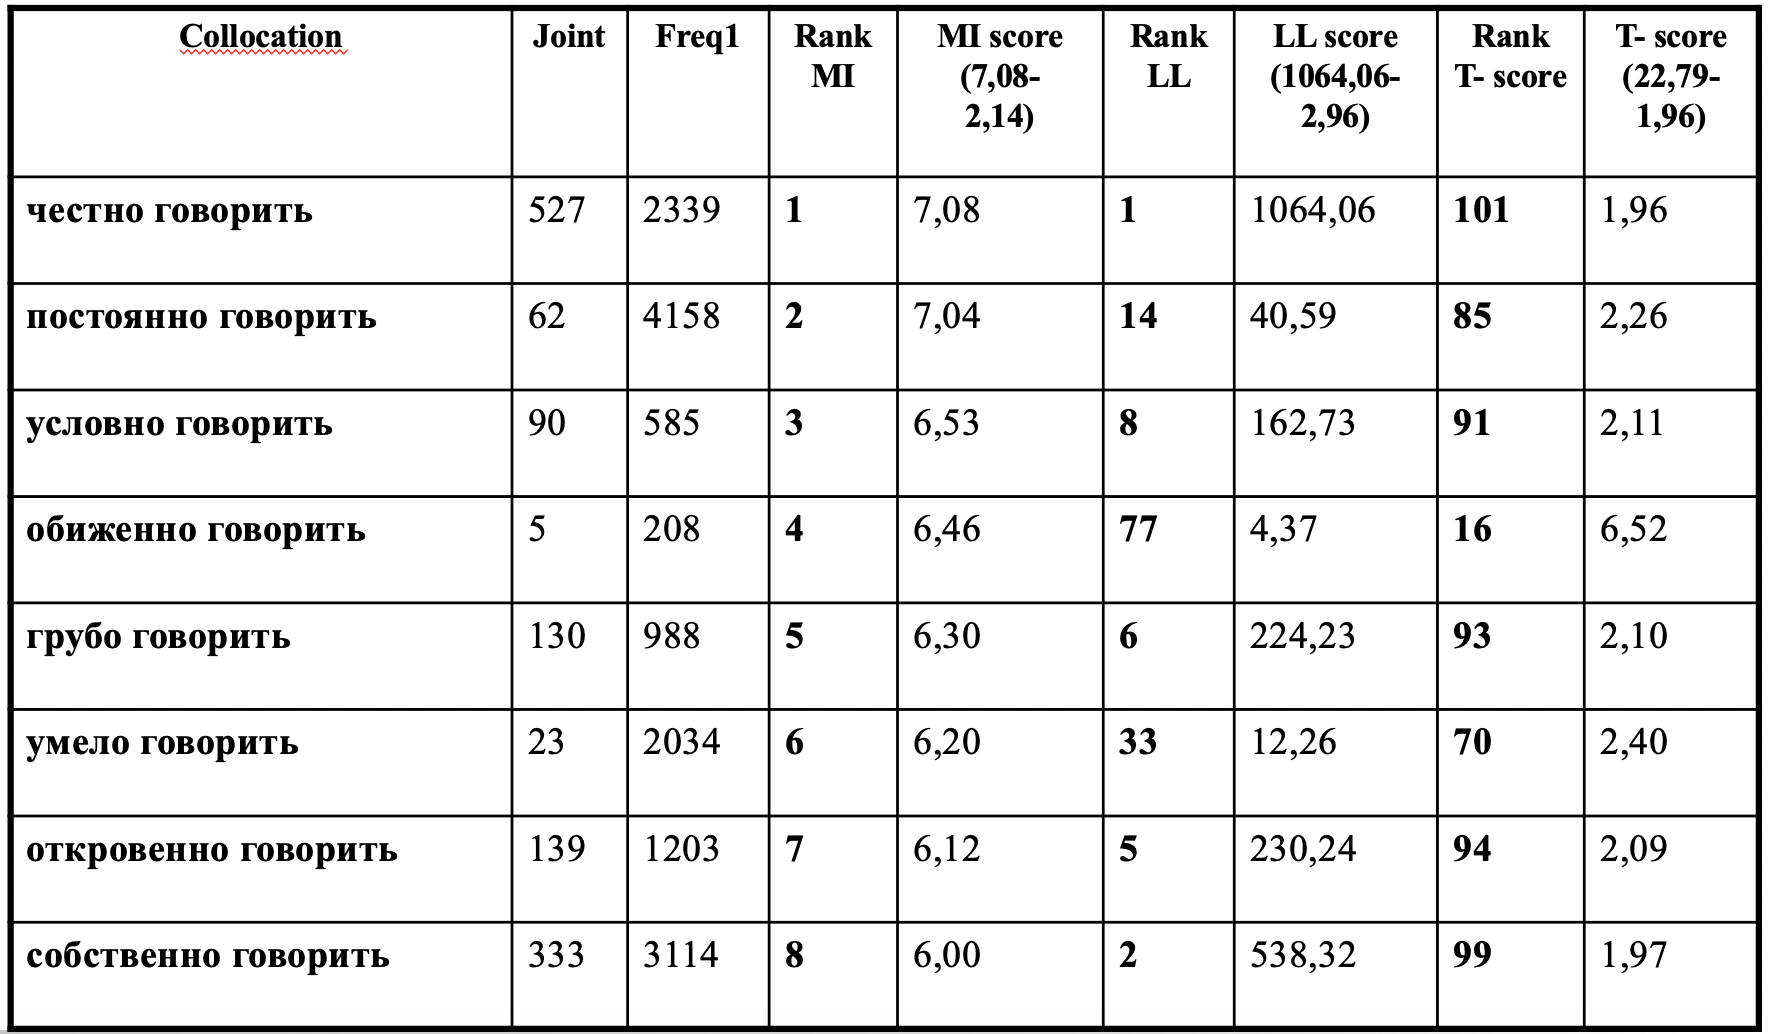 Collocation Joint Freq1 Rank MI MI score (7,08-2,14) Rank LL LL score (1064,06-2,96) Rank T- score T- score (22,79-1,96)
честно говорить 527 2339 1 7,08 1 1064,06 101 1,96
постоянно говорить 62 4158 2 7,04 14 40,59 85 2,26
условно говорить 90 585 3 6,53 8 162,73 91 2,11
обиженно говорить 5 208 4 6,46 77 4,37 16 6,52
грубо говорить 130 988 5 6,30 6 224,23 93 2,10
умело говорить 23 2034 6 6,20 33 12,26 70 2,40
откровенно говорить 139 1203 7 6,12 5 230,24 94 2,09
собственно говорить 333 3114 8 6,00 2 538,32 99 1,97